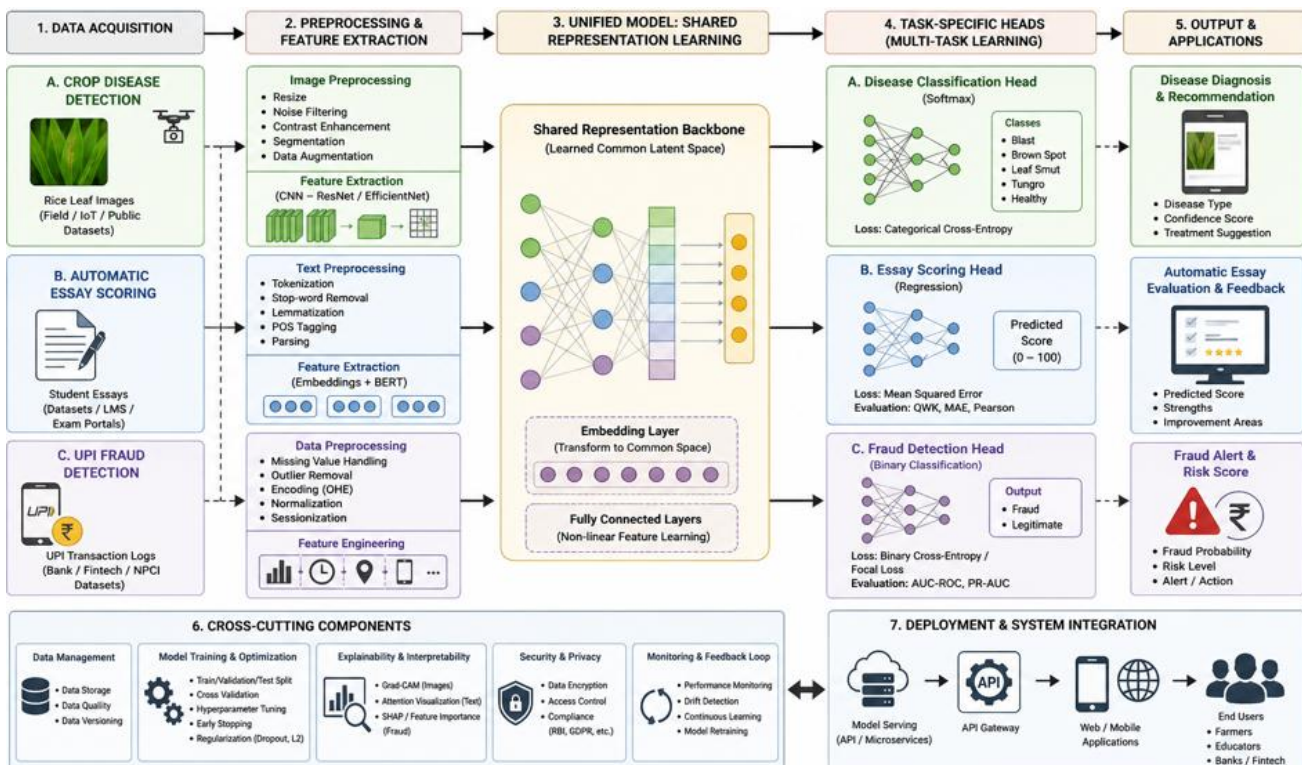 1. DATA ACQUISITION
2. PREPROCESSING &
FEATURE EXTRACTION
3. UNIFIED MODEL: SHARED
REPRESENTATION LEARNING
4. TASK-SPECIFIC HEADS
(MULTI-TASK LEARNING)
5. OUTPUT &
APPLICATIONS
A. CROP DISEASE
DETECTION
Rice Leaf Images
(Field / IoT / Public
Datasets)
B. AUTOMATIC
ESSAY SCORING
Student Essays
(Datasets / LMS /
Exam Portals)
C. UPI FRAUD
DETECTION
UPI
₹
UPI Transaction Logs
(Bank / Fintech / NPCI
Datasets)
Image Preprocessing
• Resize
• Noise Filtering
• Contrast Enhancement
• Segmentation
• Data Augmentation
Feature Extraction
(CNN – ResNet / EfficientNet)
Text Preprocessing
• Tokenization
• Stop-word Removal
• Lemmatization
• POS Tagging
• Parsing
Feature Extraction
(Embeddings + BERT)
Data Preprocessing
• Missing Value Handling
• Outlier Removal
• Encoding (OHE)
• Normalization
• Sessionization
Feature Engineering
...
Shared Representation Backbone
(Learned Common Latent Space)
Embedding Layer
(Transform to Common Space)
Fully Connected Layers
(Non-linear Feature Learning)
A. Disease Classification Head
(Softmax)
Classes
• Blast
• Brown Spot
• Leaf Smut
• Tungro
• Healthy
Loss: Categorical Cross-Entropy
B. Essay Scoring Head
(Regression)
Predicted
Score
(0 – 100)
Loss: Mean Squared Error
Evaluation: QWK, MAE, Pearson
C. Fraud Detection Head
(Binary Classification)
Output
• Fraud
• Legitimate
Loss: Binary Cross-Entropy /
Focal Loss
Evaluation: AUC-ROC, PR-AUC
Disease Diagnosis
& Recommendation
• Disease Type
• Confidence Score
• Treatment Suggestion
Automatic Essay
Evaluation & Feedback
• Predicted Score
• Strengths
• Improvement Areas
Fraud Alert &
Risk Score
₹
• Fraud Probability
• Risk Level
• Alert / Action
6. CROSS-CUTTING COMPONENTS
Data Management
• Data Storage
• Data Quality
• Data Versioning
Model Training & Optimization
• Train/Validation/Test Split
• Cross Validation
• Hyperparameter Tuning
• Early Stopping
• Regularization (Dropout, L2)
Explainability & Interpretability
• Grad-CAM (Images)
• Attention Visualization (Text)
• SHAP / Feature Importance
(Fraud)
Security & Privacy
• Data Encryption
• Access Control
• Compliance
(RBI, GDPR, etc.)
Monitoring & Feedback Loop
• Performance Monitoring
• Drift Detection
• Continuous Learning
• Model Retraining
7. DEPLOYMENT & SYSTEM INTEGRATION
Model Serving
(API / Microservices)
API
API Gateway
Web / Mobile
Applications
End Users
• Farmers
• Educators
• Banks / Fintech